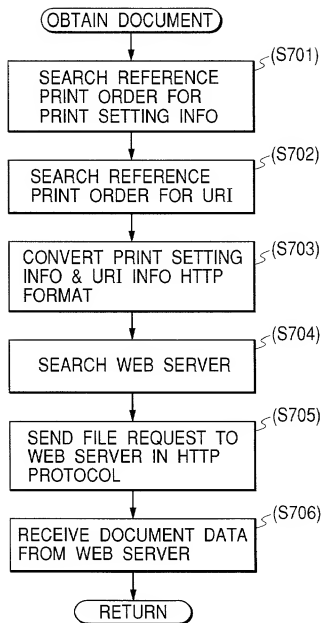 OBTAIN DOCUMENT
(S701)
SEARCH REFERENCE
PRINT ORDER FOR
PRINT SETTING INFO
(S702)
SEARCH REFERENCE
PRINT ORDER FOR URI
(S703)
CONVERT PRINT SETTING
INFO & URI INFO HTTP
FORMAT
(S704)
SEARCH WEB SERVER
(S705)
SEND FILE REQUEST TO
WEB SERVER IN HTTP
PROTOCOL
(S706)
RECEIVE DOCUMENT DATA
FROM WEB SERVER
RETURN